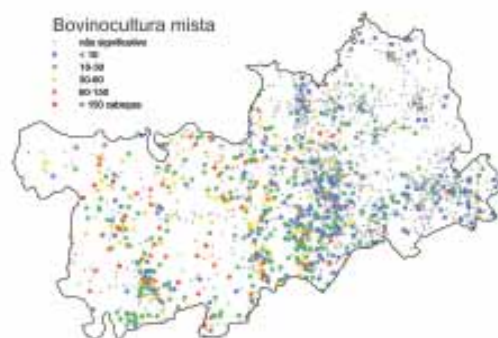 Bovinocultura mista
não significativo
< 10
10-30
30-60
60-150
> 150 cabeças